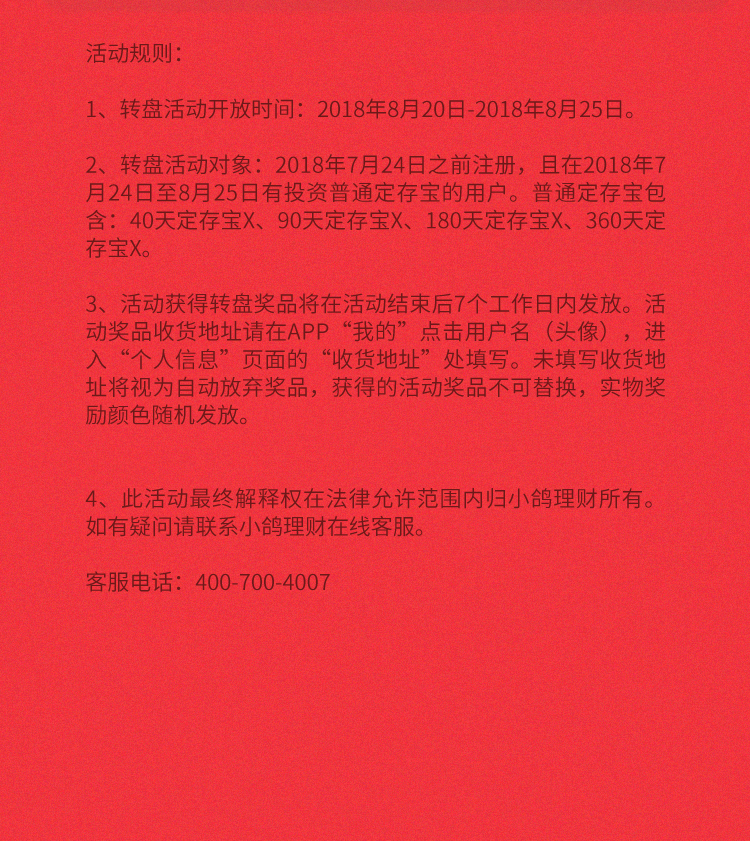 活动规则：
1、转盘活动开放时间：2018年8月20日-2018年8月25日。
2、转盘活动对象：2018年7月24日之前注册，且在2018年7
月24日至8月25日有投资普通定存宝的用户。普通定存宝包
含：40天定存宝X、90天定存宝X、180天定存宝X、360天定
存宝X。
3、活动获得转盘奖品将在活动结束后7个工作日内发放。活
动奖品收货地址请在APP“我的”点击用户名（头像），进
入“个人信息”页面的“收货地址”处填写。未填写收货地
址将视为自动放弃奖品，获得的活动奖品不可替换，实物奖
励颜色随机发放。
4、此活动最终解释权在法律允许范围内归小鸽理财所有。
如有疑问请联系小鸽理财在线客服。
客服电话：400-700-4007